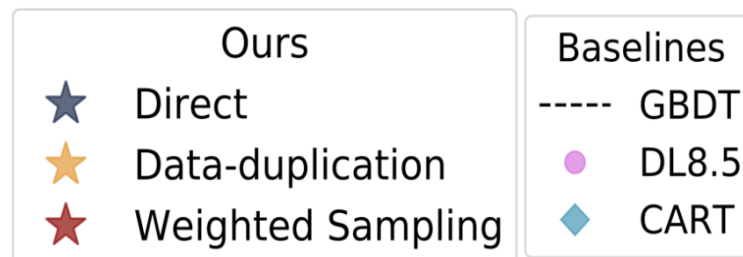 Ours
Direct
Data-duplication
Weighted Sampling
Baselines
GBDT
DL8.5
CART